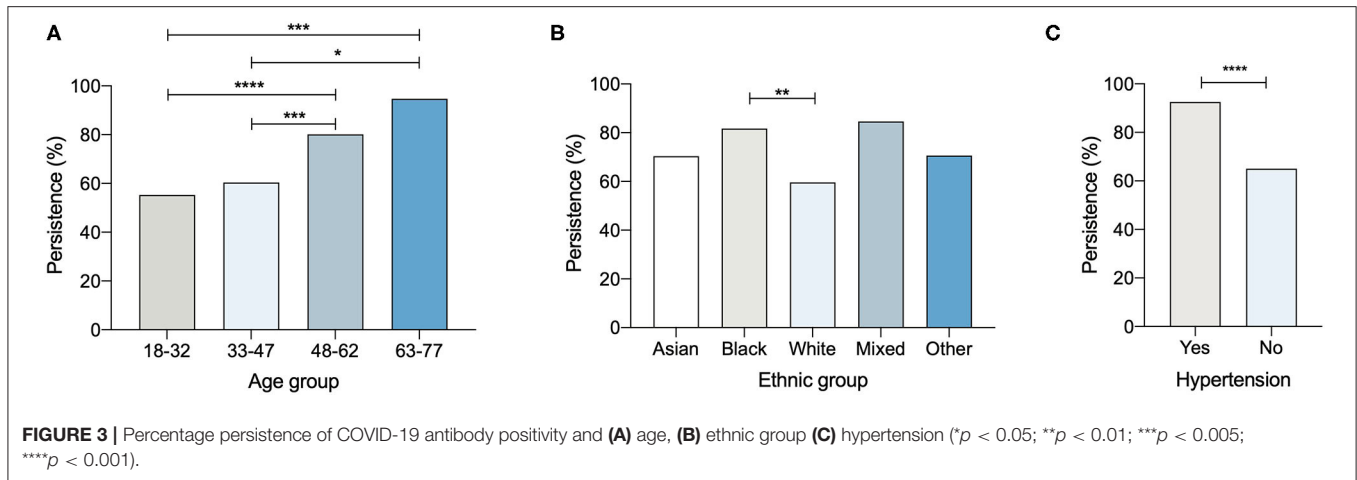 A
***
*
****
***
100
80
60
40
20
0
Persistence (%)
18-32 33-47 48-62 63-77
Age group
B
**
100
80
60
40
20
0
Persistence (%)
Asian Black White Mixed Other
Ethnic group
C
****
100
80
60
40
20
0
Persistence (%)
Yes No
Hypertension
FIGURE 3 | Percentage persistence of COVID-19 antibody positivity and (A) age, (B) ethnic group (C) hypertension (*p < 0.05; **p < 0.01; ***p < 0.005;
****p < 0.001).